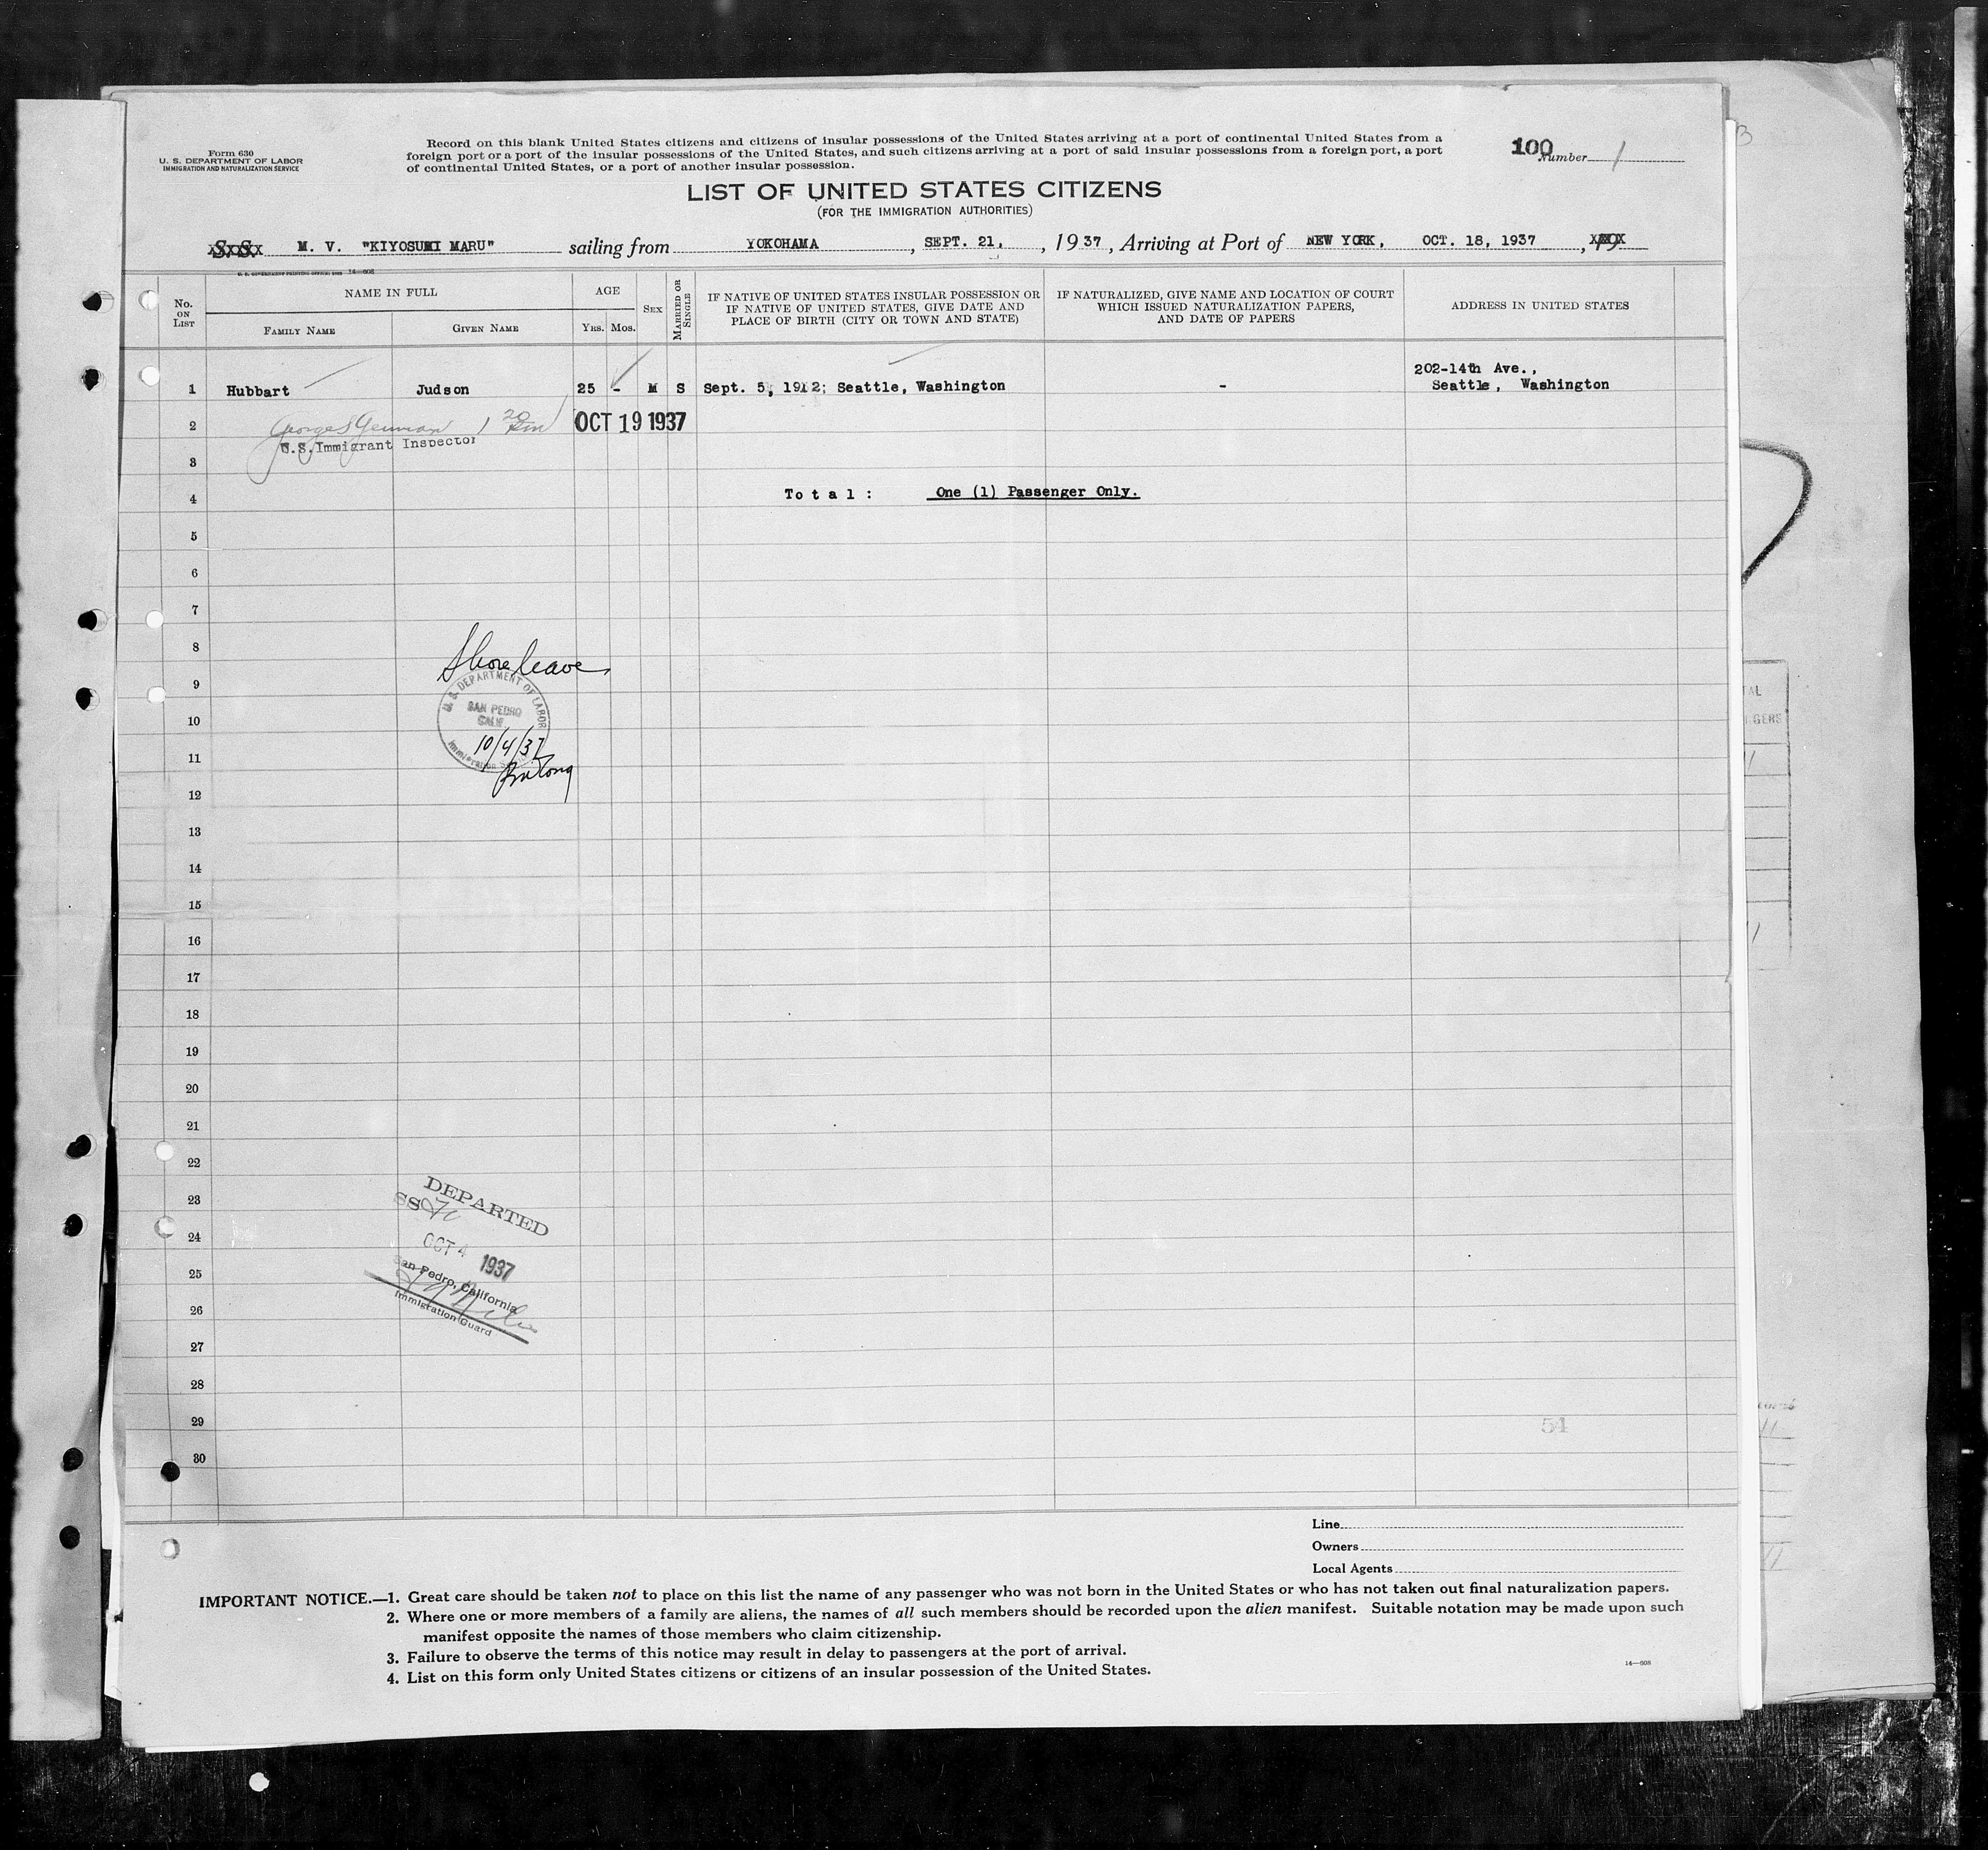 Form 630
U. S. DEPARTMENT OF LABOR
IMMIGRATION AND NATURALIZATION SERVICE
Record on this blank United States citizens and citizens of insular possessions of the United States arriving at a port of continental United States from a
foreign port or a port of the insular possessions of the United States, and such citizens arriving at a port of said insular possessions from a foreign port, a port
of continental United States, or a port of another insular possession.
100
Number 1
LIST OF UNITED STATES CITIZENS
(FOR THE IMMIGRATION AUTHORITIES)
S. S. M. V. "KIYOSUMI MARU" sailing from YOKOHAMA, SEPT. 21, , 1937, Arriving at Port of NEW YORK, OCT. 18, 1937, 19
U. S. GOVERNMENT PRINTING OFFICE: 14—608
No. ON LIST
NAME IN FULL
FAMILY NAME
GIVEN NAME
AGE
YRS.
MOS.
SEX
MARRIED OR SINGLE
IF NATIVE OF UNITED STATES INSULAR POSSESSION OR
IF NATIVE OF UNITED STATES, GIVE DATE AND
PLACE OF BIRTH (CITY OR TOWN AND STATE)
IF NATURALIZED, GIVE NAME AND LOCATION OF COURT
WHICH ISSUED NATURALIZATION PAPERS,
AND DATE OF PAPERS
ADDRESS IN UNITED STATES
202-14th Ave.,
1 Hubbart Judson 25 - M S Sept. 5, 1912; Seattle, Washington - Seattle, Washington
2 OCT 19 1937
U.S. Immigrant Inspector
3
4 Total: One (1) Passenger Only.
5
6
7
8
Shore leave
9
U. S. DEPARTMENT OF LABOR
SAN PEDRO
CALIF
10
10/4/37
Immigration
11
12
13
14
15
16
17
18
19
20
21
22
23
DEPARTED
SS
24
OCT 4 1937
25
San Pedro, California
26
Immigration Guard
27
28
29
54
30
Line
Owners
Local Agents
IMPORTANT NOTICE.—1. Great care should be taken not to place on this list the name of any passenger who was not born in the United States or who has not taken out final naturalization papers.
2. Where one or more members of a family are aliens, the names of all such members should be recorded upon the alien manifest. Suitable notation may be made upon such
manifest opposite the names of those members who claim citizenship.
3. Failure to observe the terms of this notice may result in delay to passengers at the port of arrival.
4. List on this form only United States citizens or citizens of an insular possession of the United States.
14—608